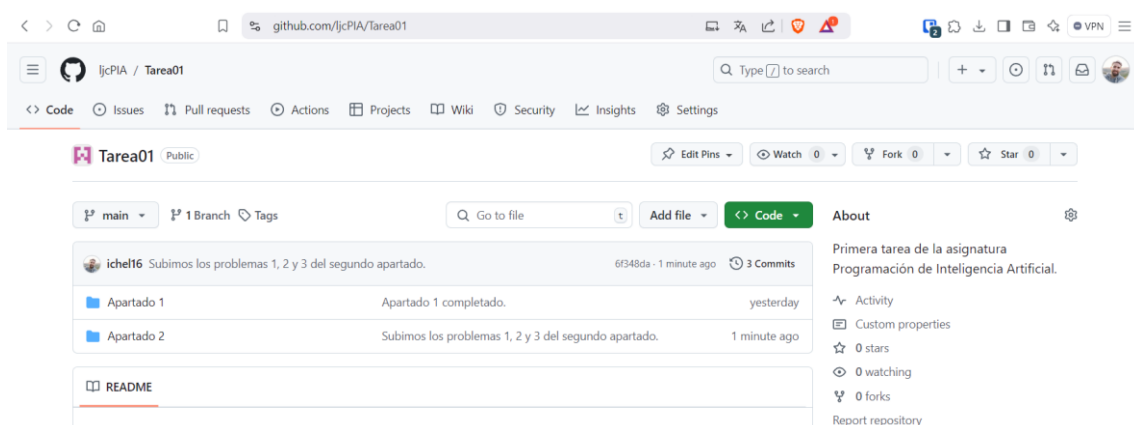 github.com/ljcPIA/Tarea01
2
VPN
ljcPIA / Tarea01
Type / to search
Code Issues Pull requests Actions Projects Wiki Security Insights Settings
Tarea01 Public
Edit Pins Watch 0 Fork 0 Star 0
main 1 Branch Tags
Go to file t
Add file
Code
ichel16 Subimos los problemas 1, 2 y 3 del segundo apartado. 6f348da · 1 minute ago 3 Commits
Apartado 1 Apartado 1 completado. yesterday
Apartado 2 Subimos los problemas 1, 2 y 3 del segundo apartado. 1 minute ago
README
About
Primera tarea de la asignatura
Programación de Inteligencia Artificial.
Activity
Custom properties
0 stars
0 watching
0 forks
Report repository